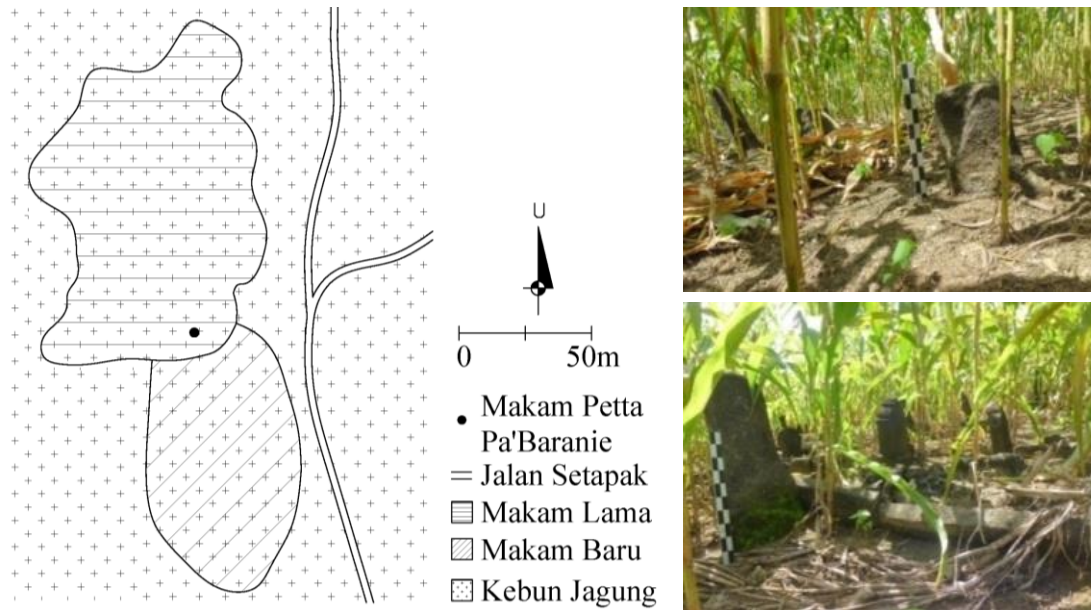 U
0 50m
Makam Petta
Pa'Baranie
Jalan Setapak
Makam Lama
Makam Baru
Kebun Jagung